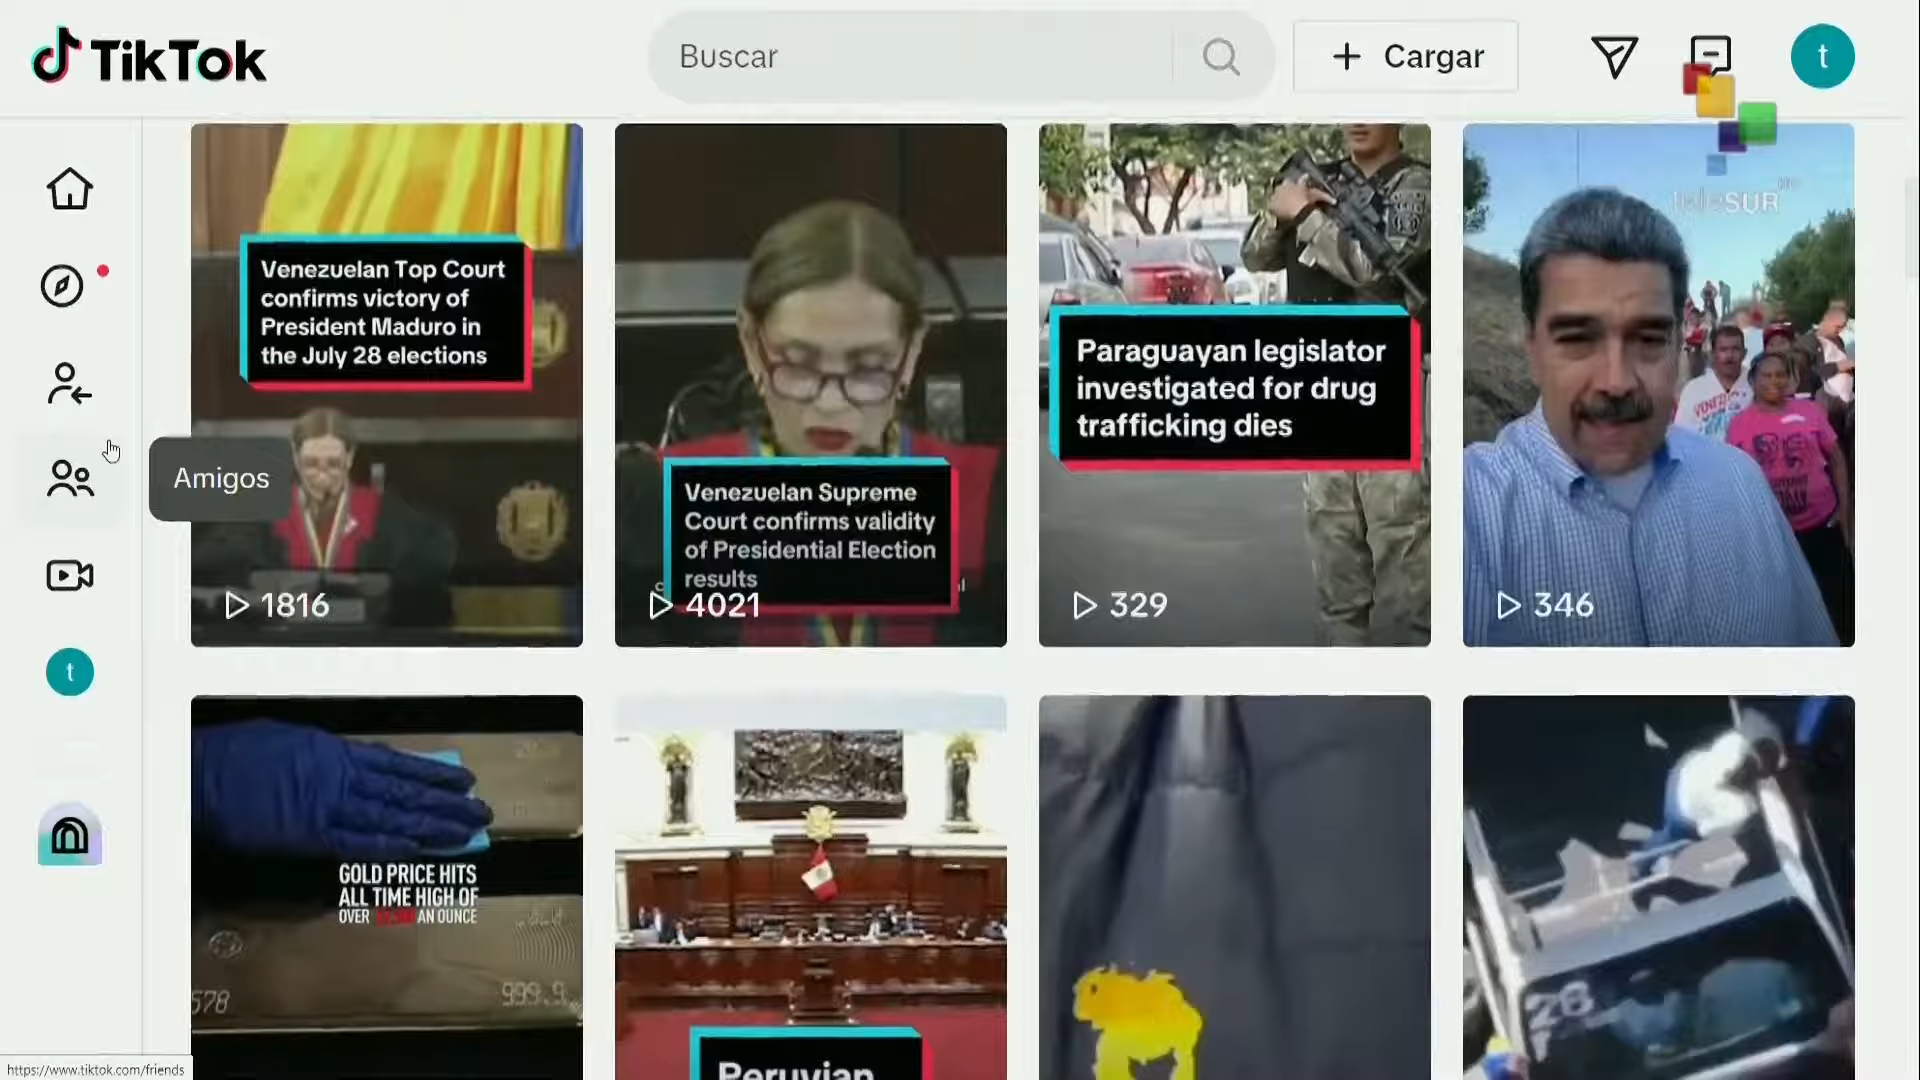 TikTok
Buscar
+ Cargar
t
Venezuelan Top Court
confirms victory of
President Maduro in
the July 28 elections
1816
Venezuelan Supreme
Court confirms validity
of Presidential Election
results
4021
Paraguayan legislator
investigated for drug
trafficking dies
329
teleSUR
346
Amigos
t
GOLD PRICE HITS
ALL TIME HIGH OF
OVER AN OUNCE
578
999.9
Peruvian
28
https://www.tiktok.com/friends